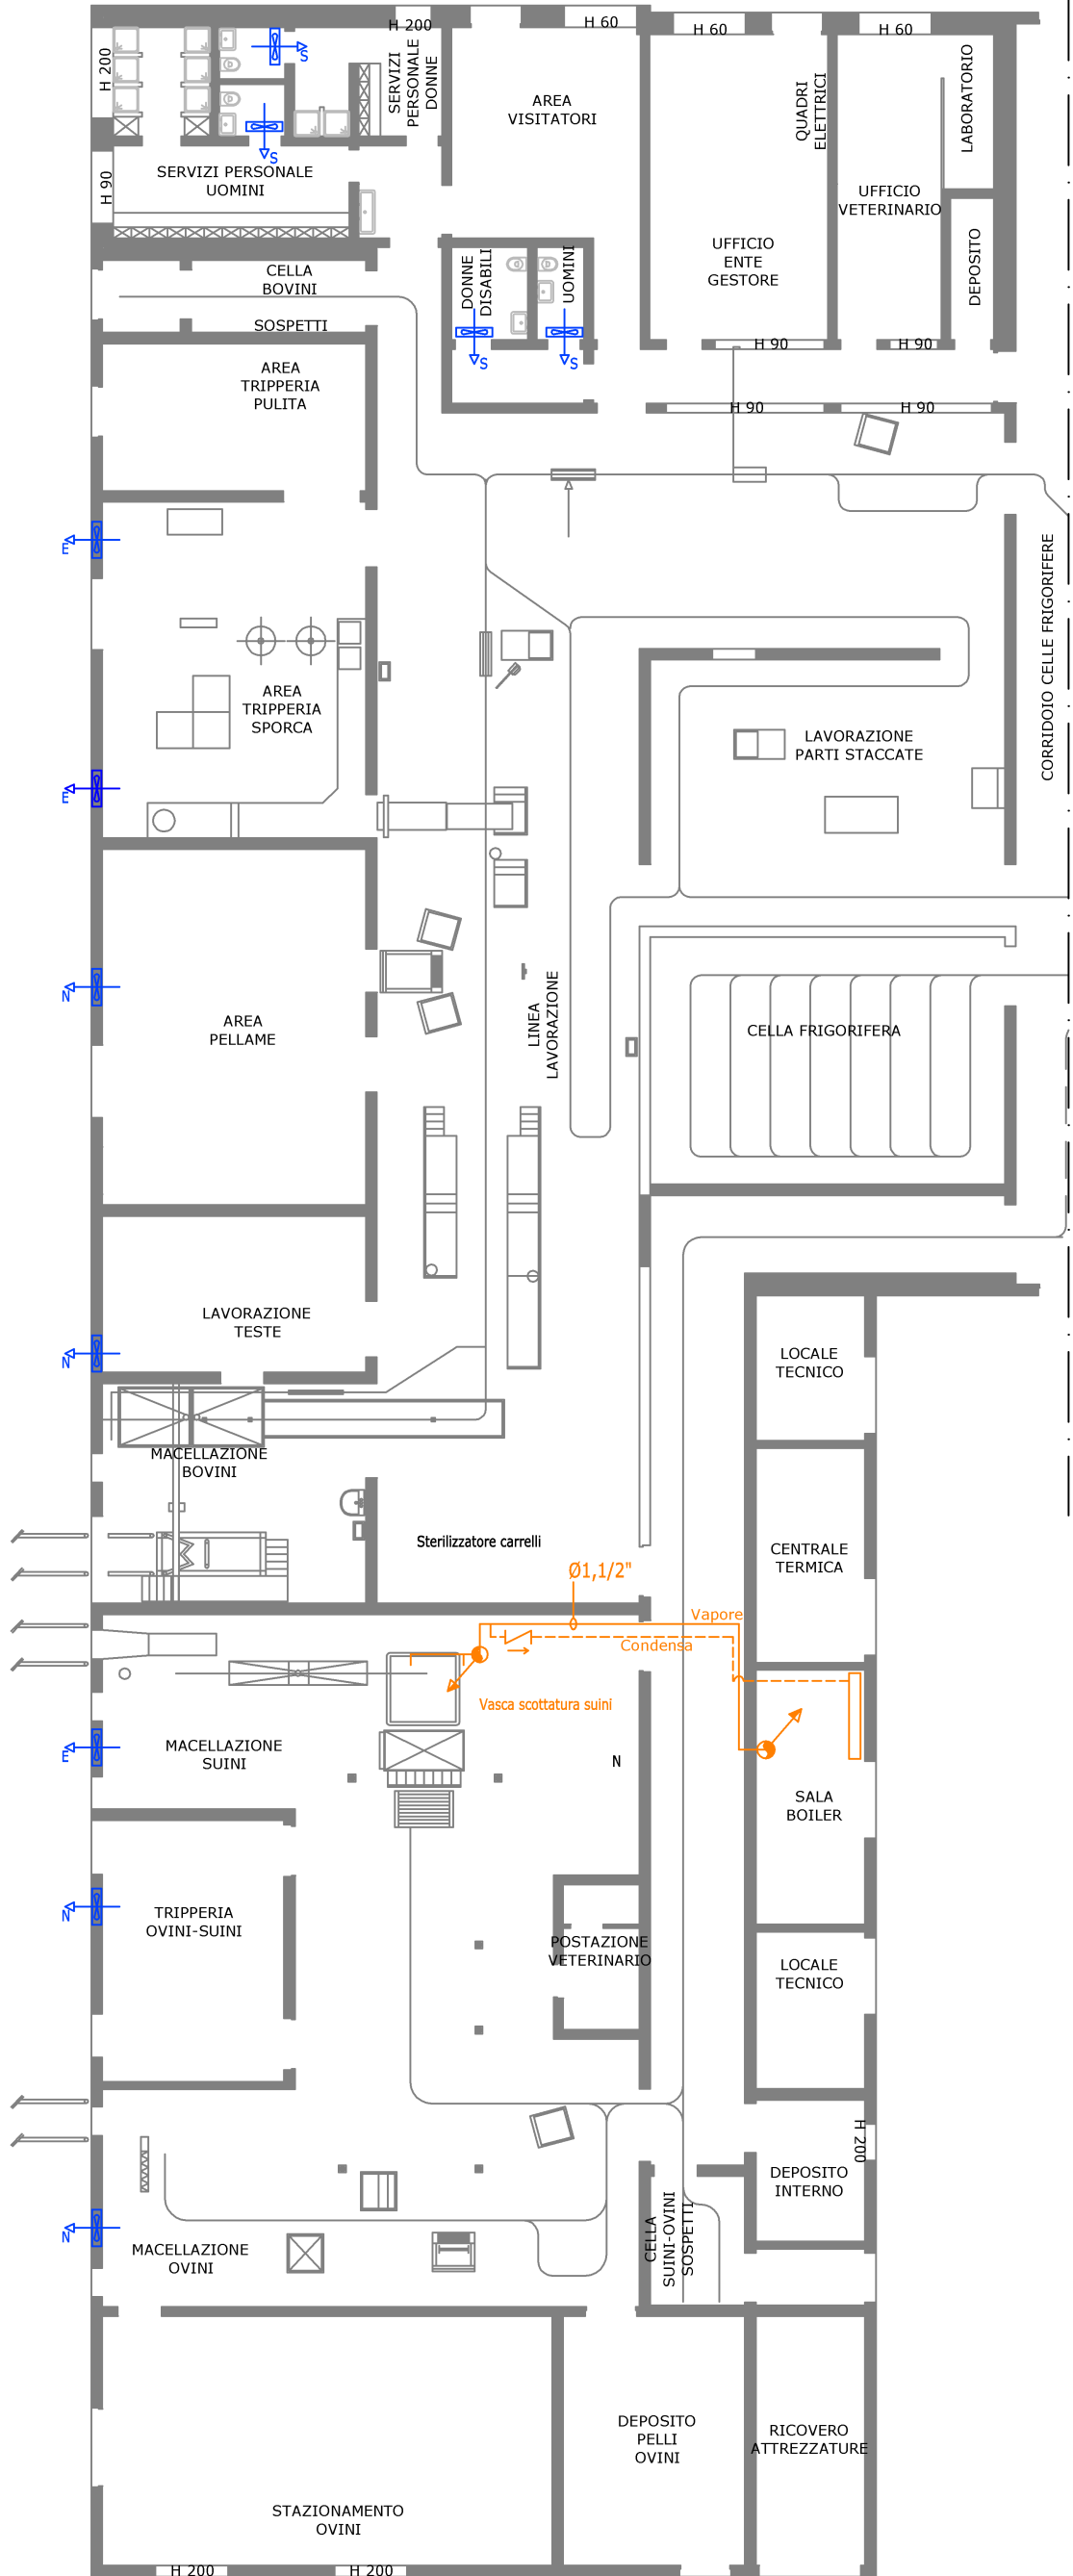 H 200
H 60
H 60
H 60
H 200
SERVIZI
PERSONALE
DONNE
S
AREA
VISITATORI
QUADRI
ELETTRICI
LABORATORIO
S
SERVIZI PERSONALE
UOMINI
H 90
UFFICIO
VETERINARIO
UFFICIO
ENTE
GESTORE
DEPOSITO
CELLA
BOVINI
SOSPETTI
DONNE
DISABILI
UOMINI
S
S
H 90
H 90
AREA
TRIPPERIA
PULITA
H 90
H 90
E
CORRIDOIO CELLE FRIGORIFERE
AREA
TRIPPERIA
SPORCA
LAVORAZIONE
PARTI STACCATE
E
N
AREA
PELLAME
LINEA
LAVORAZIONE
CELLA FRIGORIFERA
LAVORAZIONE
TESTE
N
LOCALE
TECNICO
MACELLAZIONE
BOVINI
Sterilizzatore carrelli
CENTRALE
TERMICA
Ø1,1/2"
Vapore
Condensa
Vasca scottatura suini
MACELLAZIONE
SUINI
E
N
SALA
BOILER
TRIPPERIA
OVINI-SUINI
N
POSTAZIONE
VETERINARIO
LOCALE
TECNICO
H 200
DEPOSITO
INTERNO
CELLA
SUINI-OVINI
SOSPETTI
N
MACELLAZIONE
OVINI
DEPOSITO
PELLI
OVINI
RICOVERO
ATTREZZATURE
STAZIONAMENTO
OVINI
H 200
H 200